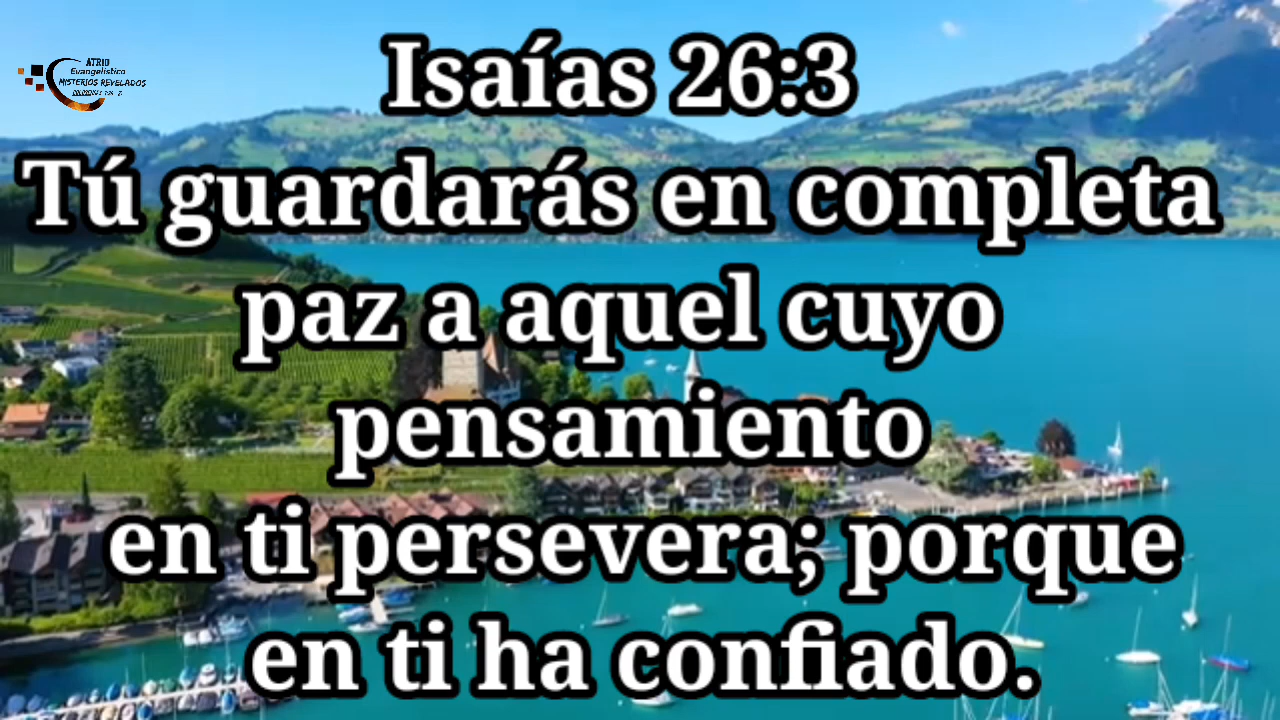 ATRIO
Evangelístico
MISTERIOS REVELADOS
Isaías 26:3
Tú guardarás en completa
paz a aquel cuyo
pensamiento
en ti persevera; porque
en ti ha confiado.